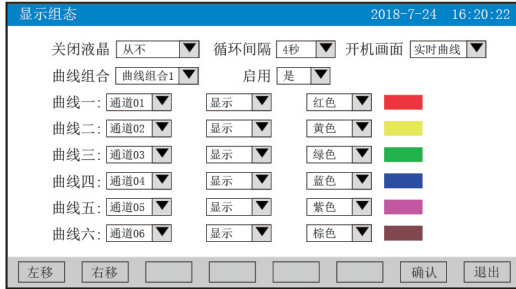 显示组态 2018-7-24 16:20:22
关闭液晶 从不 循环间隔 4秒 开机画面 实时曲线
曲线组合 曲线组合1 启用 是
曲线一: 通道01 显示 红色
曲线二: 通道02 显示 黄色
曲线三: 通道03 显示 绿色
曲线四: 通道04 显示 蓝色
曲线五: 通道05 显示 紫色
曲线六: 通道06 显示 棕色
左移 右移 确认 退出